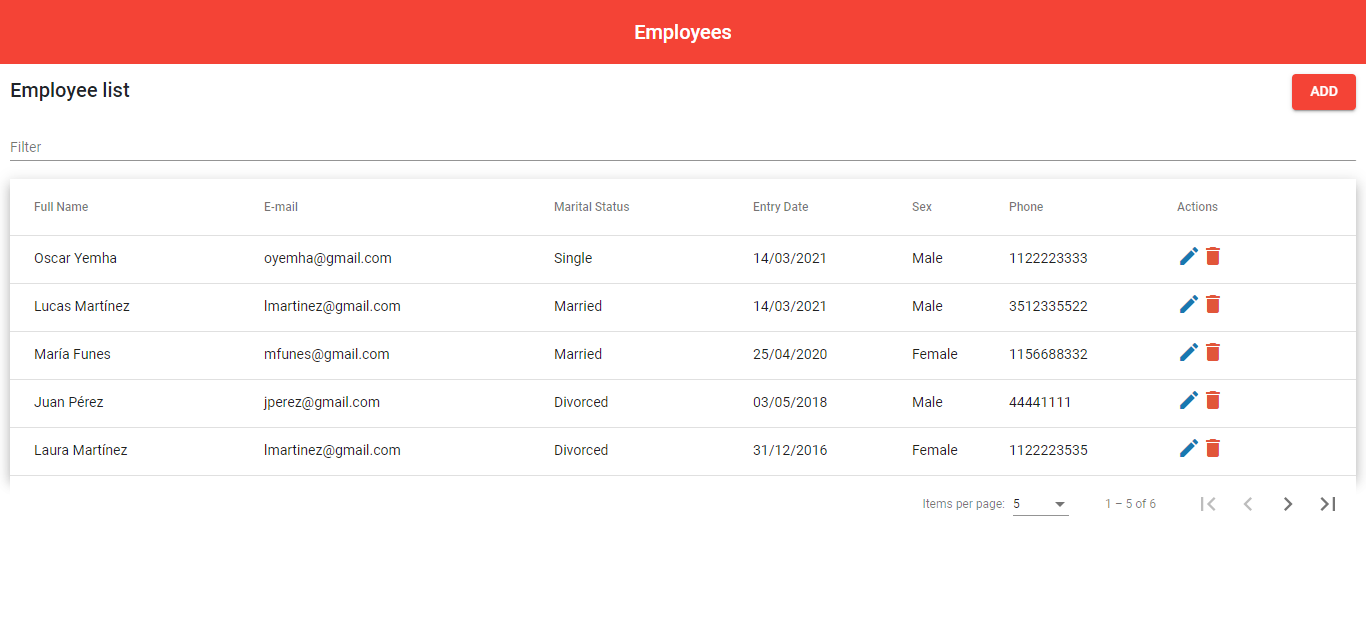 Employees
Employee list
ADD
Filter
Full Name E-mail Marital Status Entry Date Sex Phone Actions
Oscar Yemha oyemha@gmail.com Single 14/03/2021 Male 1122223333
Lucas Martínez lmartinez@gmail.com Married 14/03/2021 Male 3512335522
María Funes mfunes@gmail.com Married 25/04/2020 Female 1156688332
Juan Pérez jperez@gmail.com Divorced 03/05/2018 Male 44441111
Laura Martínez lmartinez@gmail.com Divorced 31/12/2016 Female 1122223535
Items per page: 5 1 – 5 of 6